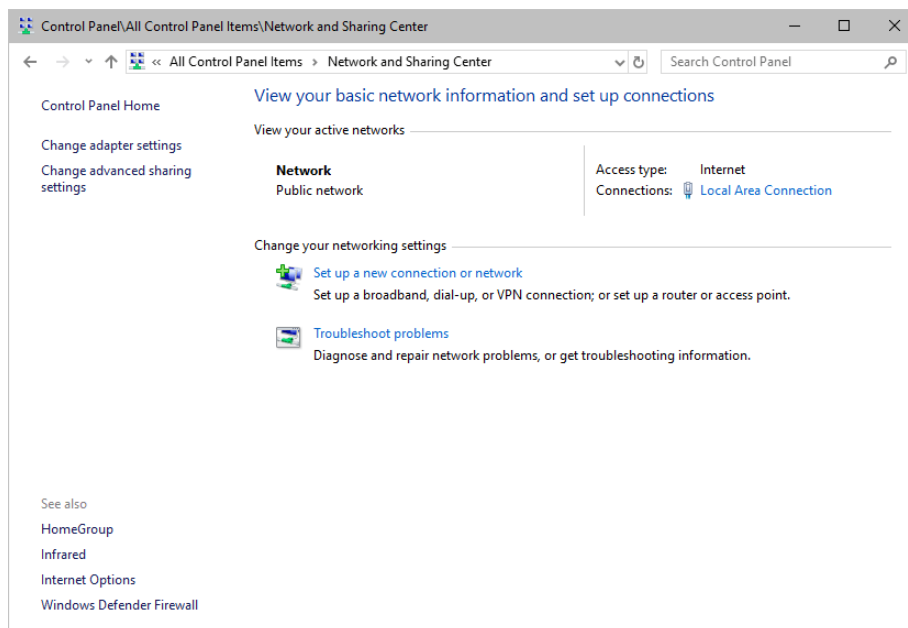 Control Panel\All Control Panel Items\Network and Sharing Center
« All Control Panel Items > Network and Sharing Center
Search Control Panel
Control Panel Home
Change adapter settings
Change advanced sharing
settings
View your basic network information and set up connections
View your active networks
Network
Public network
Access type: Internet
Connections: Local Area Connection
Change your networking settings
Set up a new connection or network
Set up a broadband, dial-up, or VPN connection; or set up a router or access point.
Troubleshoot problems
Diagnose and repair network problems, or get troubleshooting information.
See also
HomeGroup
Infrared
Internet Options
Windows Defender Firewall